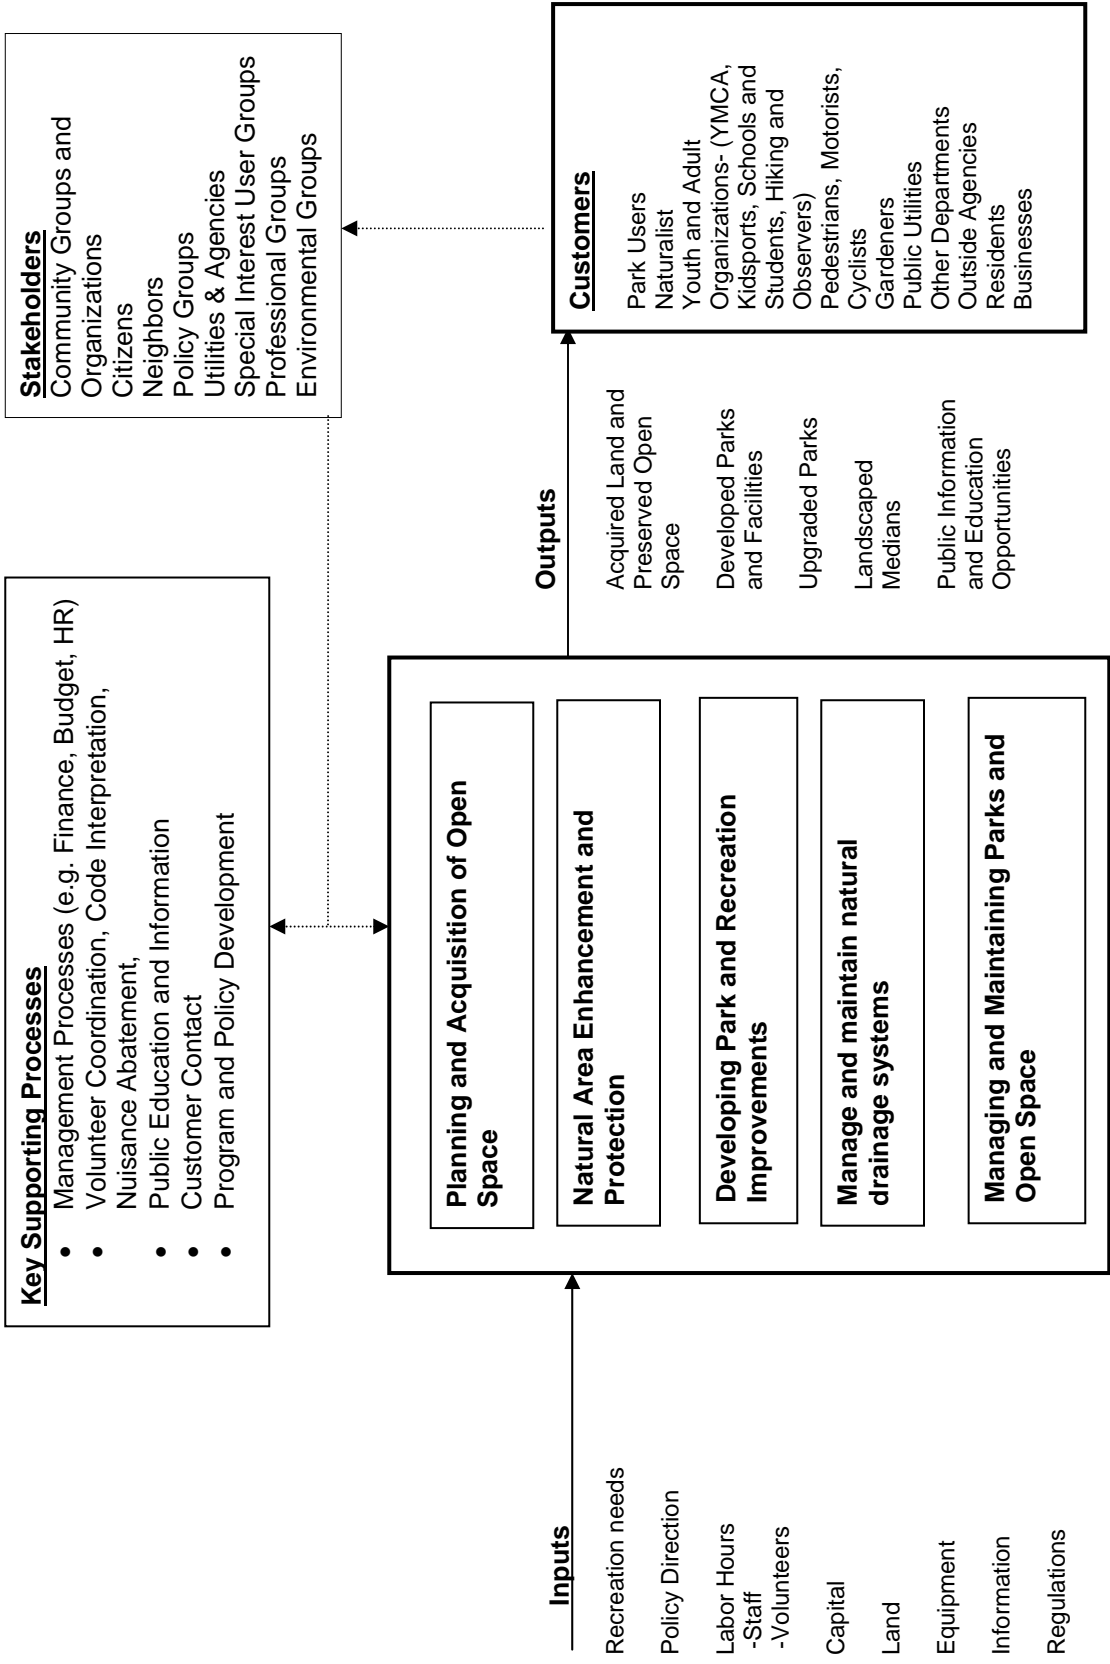 Key Supporting Processes
• Management Processes (e.g. Finance, Budget, HR)
• Volunteer Coordination, Code Interpretation,
Nuisance Abatement,
• Public Education and Information
• Customer Contact
• Program and Policy Development
Stakeholders
Community Groups and
Organizations
Citizens
Neighbors
Policy Groups
Utilities & Agencies
Special Interest User Groups
Professional Groups
Environmental Groups
Inputs
Recreation needs
Policy Direction
Labor Hours
-Staff
-Volunteers
Capital
Land
Equipment
Information
Regulations
Planning and Acquisition of Open
Space
Natural Area Enhancement and
Protection
Developing Park and Recreation
Improvements
Manage and maintain natural
drainage systems
Managing and Maintaining Parks and
Open Space
Outputs
Acquired Land and
Preserved Open
Space
Developed Parks
and Facilities
Upgraded Parks
Landscaped
Medians
Public Information
and Education
Opportunities
Customers
Park Users
Naturalist
Youth and Adult
Organizations- (YMCA,
Kidsports, Schools and
Students, Hiking and
Observers)
Pedestrians, Motorists,
Cyclists
Gardeners
Public Utilities
Other Departments
Outside Agencies
Residents
Businesses